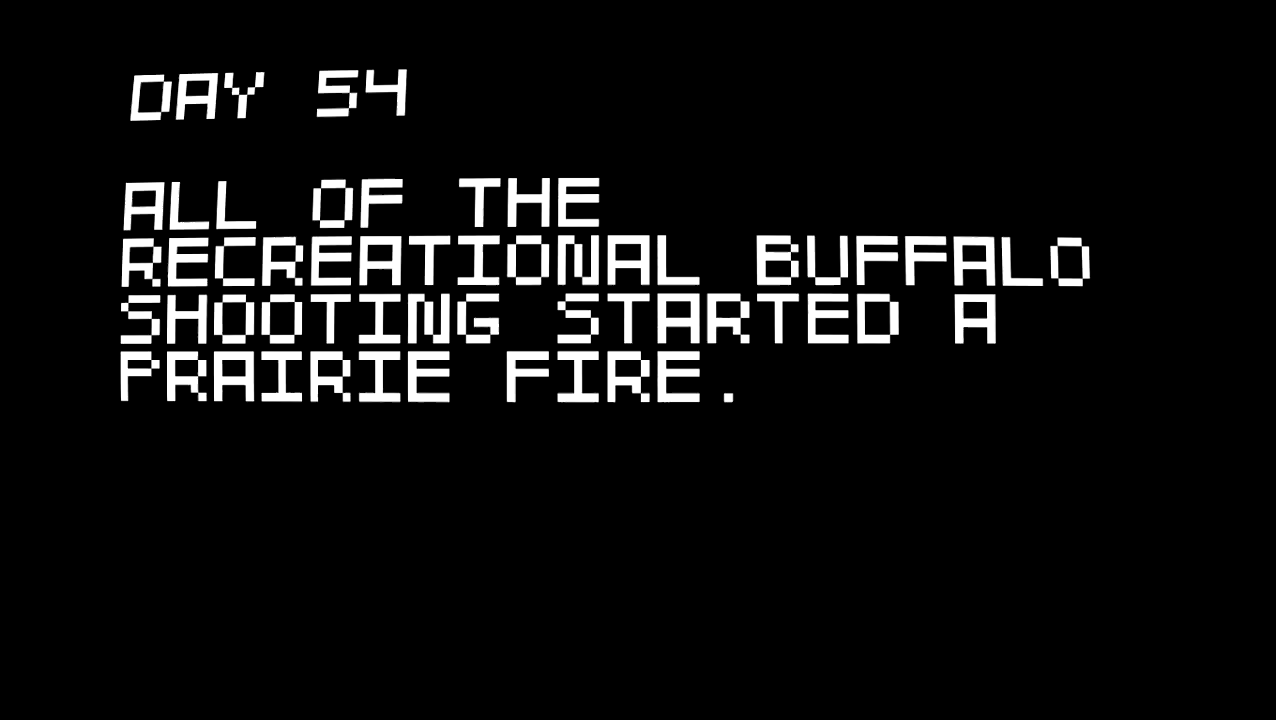 DAY 54
ALL OF THE
RECREATIONAL BUFFALO
SHOOTING STARTED A
PRAIRIE FIRE.